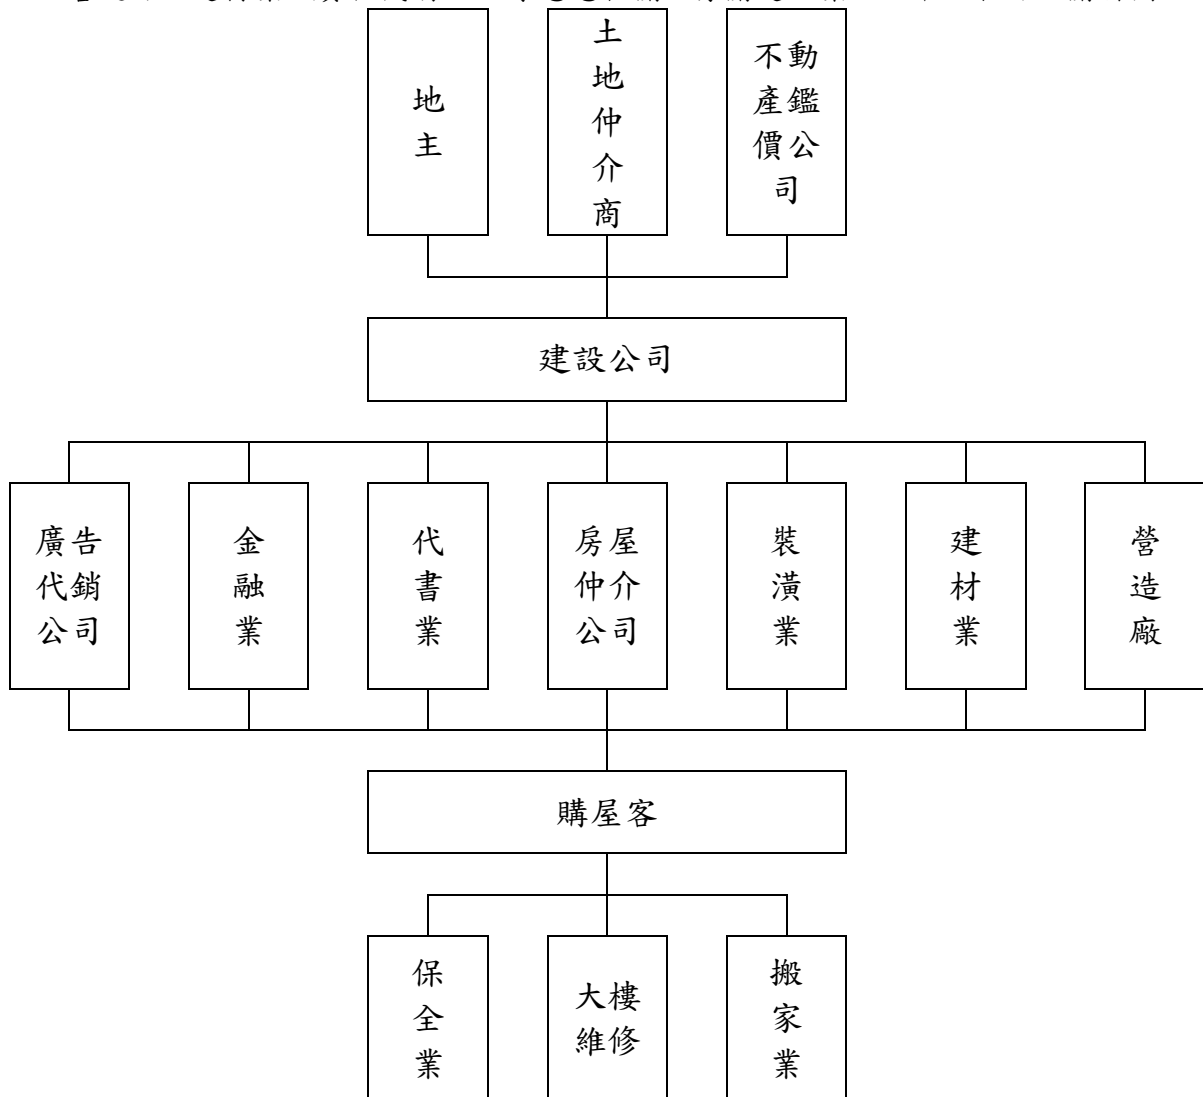 地
主
土
地
仲
介
商
不動
產鑑
價公
司
建設公司
廣告
代銷
公司
金
融
業
代
書
業
房屋
仲介
公司
裝
潢
業
建
材
業
營
造
廠
購屋客
保
全
業
大樓
維修
搬
家
業